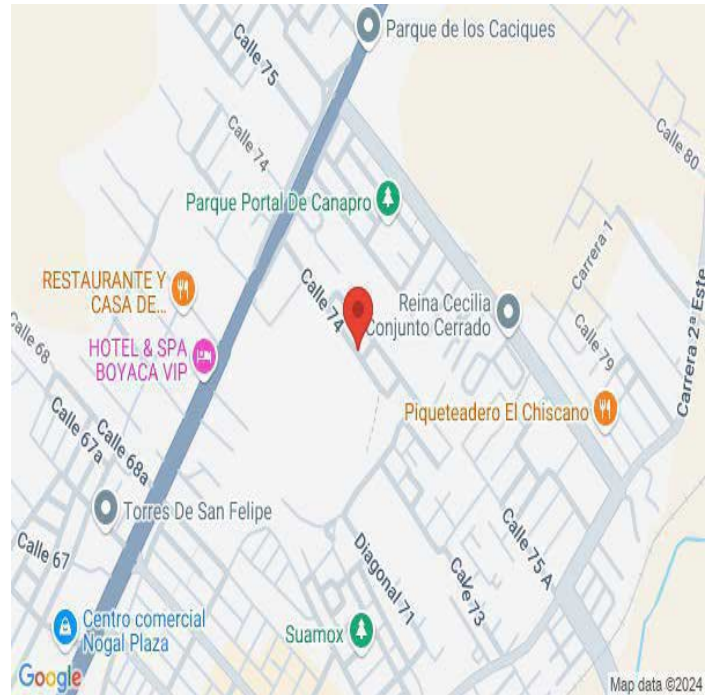 Parque de los Caciques
Calle 75
Calle 74
Calle 80
Parque Portal De Canapro
Carrera 1
RESTAURANTE Y
CASA DE...
Calle 74
Reina Cecilia
Conjunto Cerrado
Carrera 2ª Este
Calle 68
HOTEL & SPA
BOYACA VIP
Calle 79
Piqueteadero El Chiscano
Calle 67a
Calle 68a
Torres De San Felipe
Calle 67
Calle 75 A
Diagonal 71
Calle 73
Centro comercial
Nogal Plaza
Suamox
Google
Map data ©2024